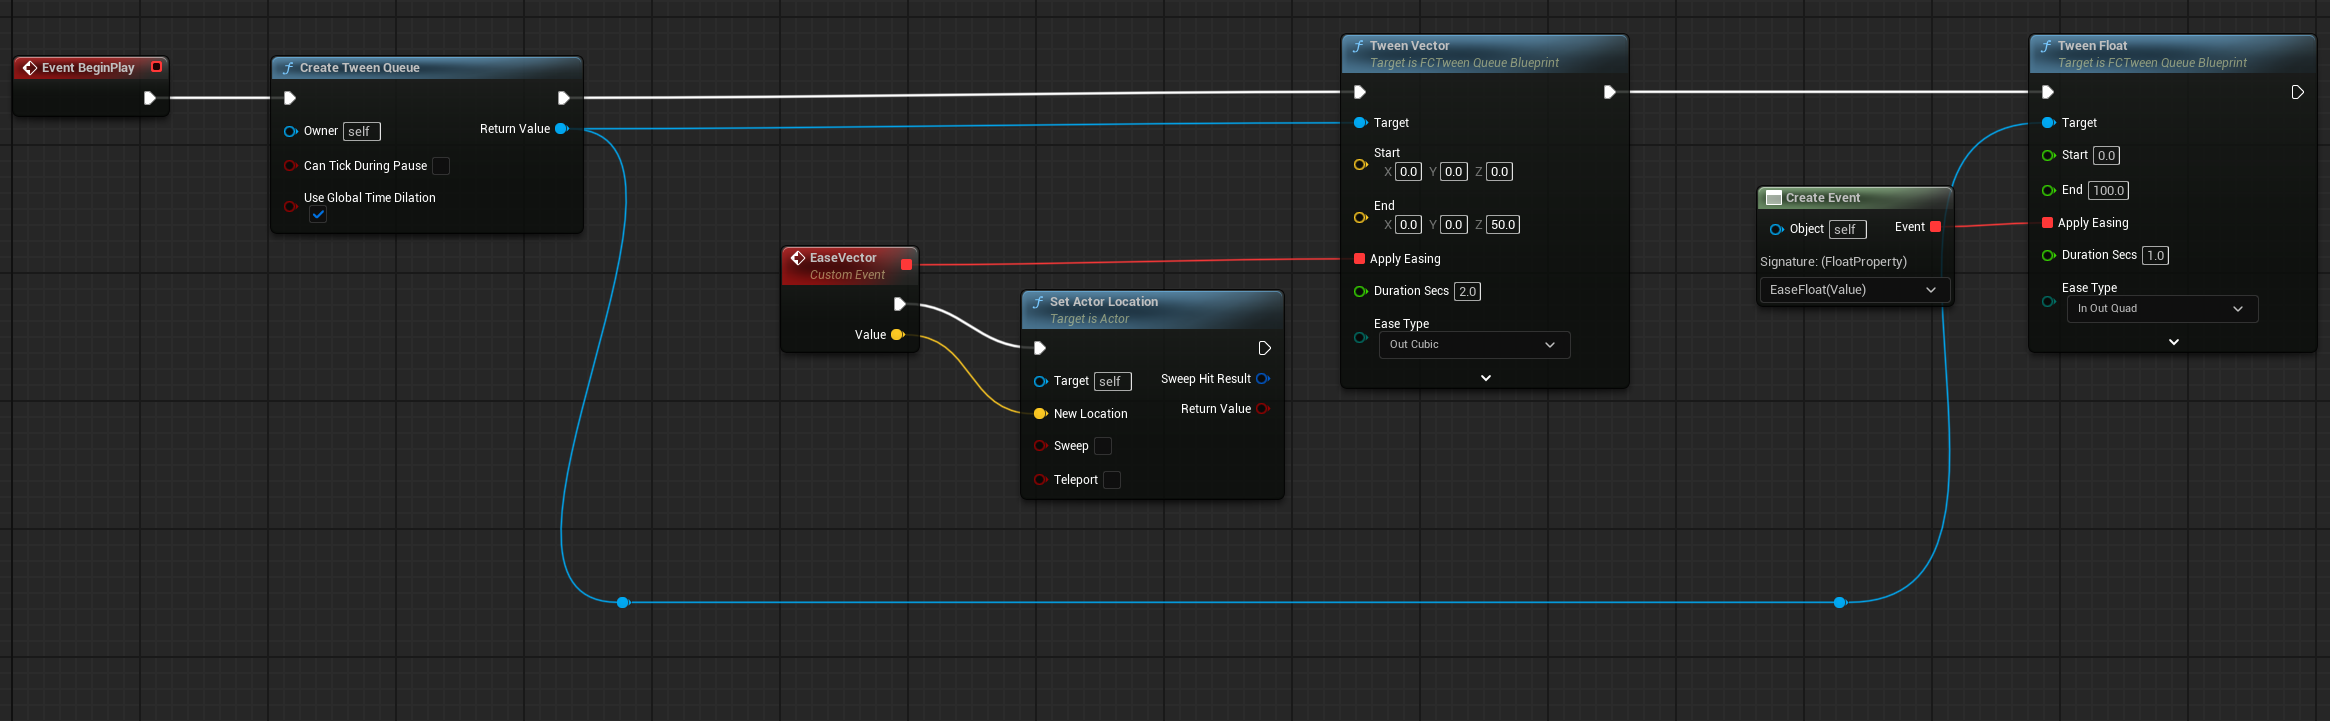 Event BeginPlay
Create Tween Queue
Owner self
Return Value
Can Tick During Pause
Use Global Time Dilation
EaseVector
Custom Event
Value
Set Actor Location
Target is Actor
Target self
Sweep Hit Result
New Location
Return Value
Sweep
Teleport
Tween Vector
Target is FCTween Queue Blueprint
Target
Start
X 0.0 Y 0.0 Z 0.0
End
X 0.0 Y 0.0 Z 50.0
Apply Easing
Duration Secs 2.0
Ease Type
Out Cubic
Create Event
Object self
Event
Signature: (FloatProperty)
EaseFloat(Value)
Tween Float
Target is FCTween Queue Blueprint
Target
Start 0.0
End 100.0
Apply Easing
Duration Secs 1.0
Ease Type
In Out Quad